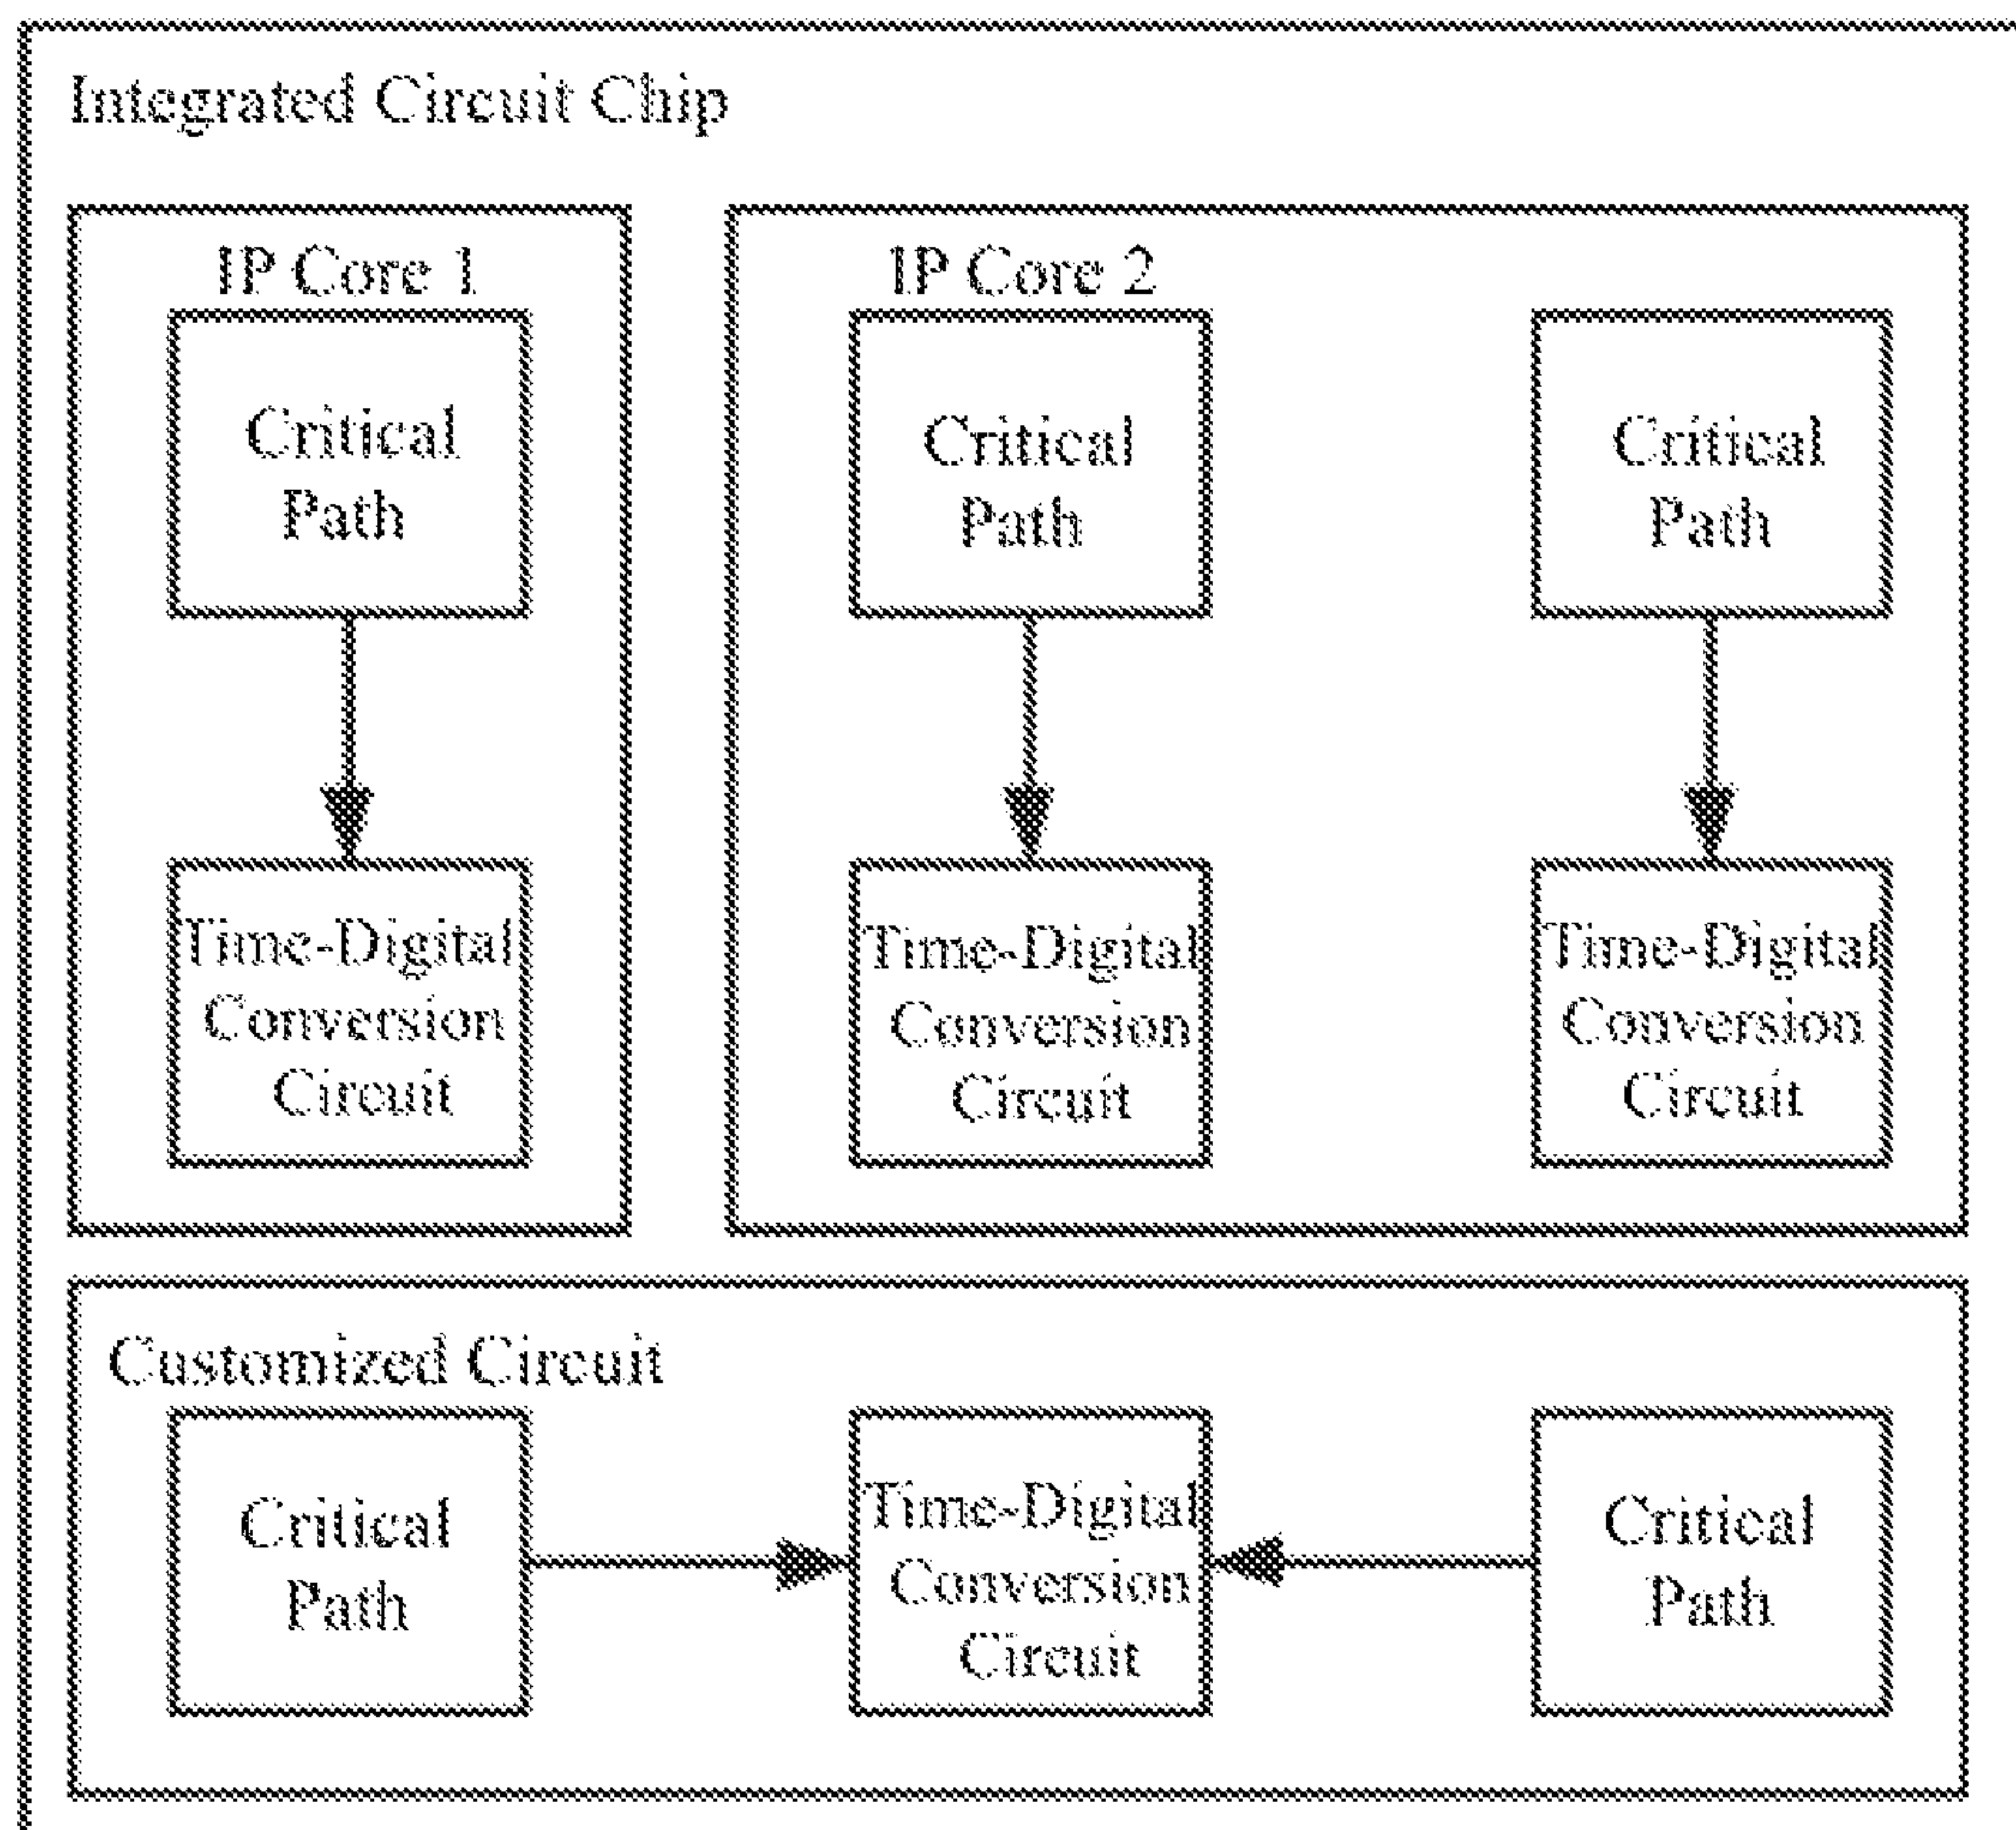 Integrated Circuit Chip
IP Core 1
Critical
Path
Time-Digital
Conversion
Circuit
IP Core 2
Critical
Path
Time-Digital
Conversion
Circuit
Critical
Path
Time-Digital
Conversion
Circuit
Customized Circuit
Critical
Path
Time-Digital
Conversion
Circuit
Critical
Path